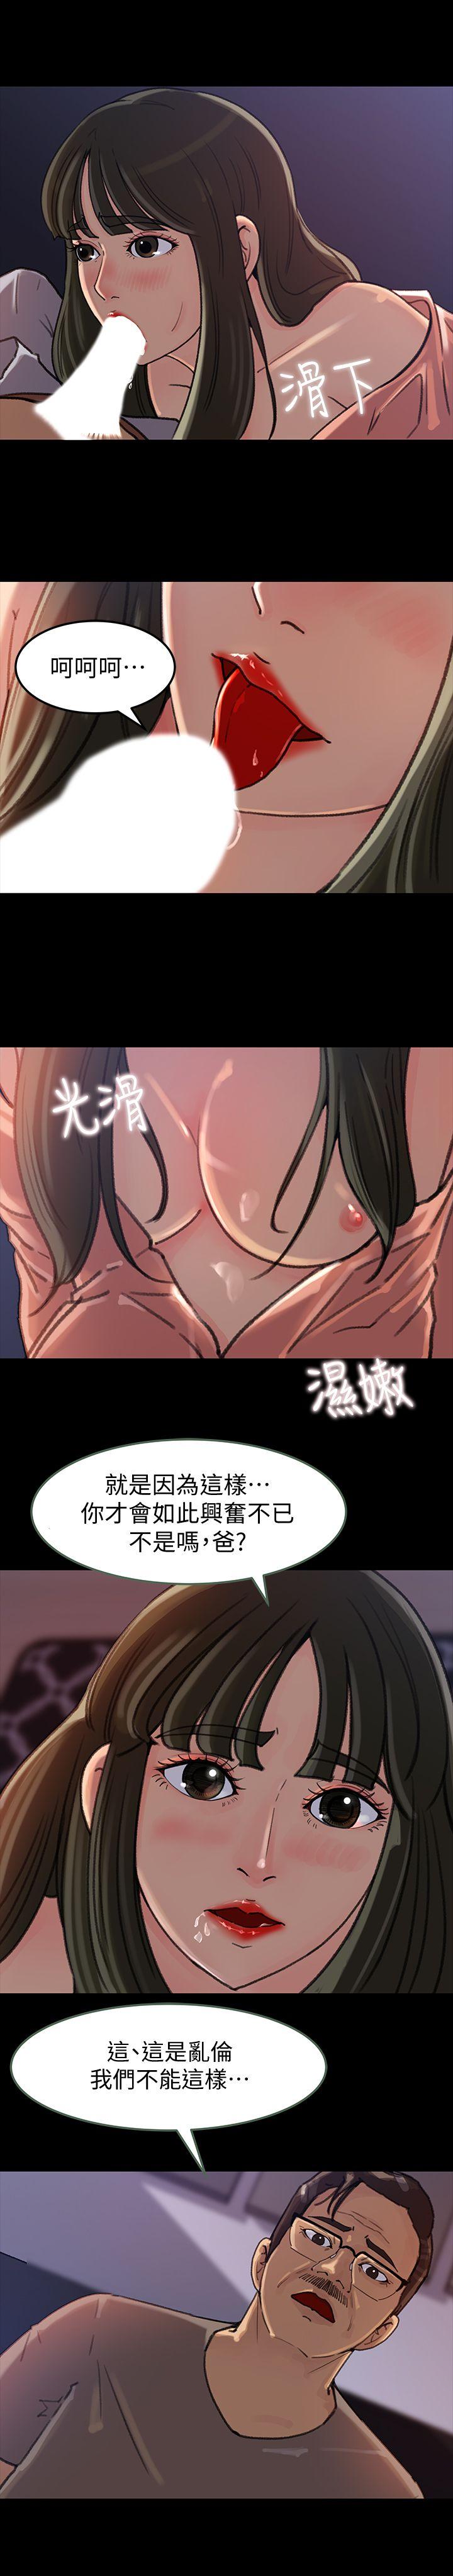 滑下
呵呵呵…
光滑
濕嫩
就是因為這樣…
你才會如此興奮不已
不是嗎,爸?
這、這是亂倫
我們不能這樣…